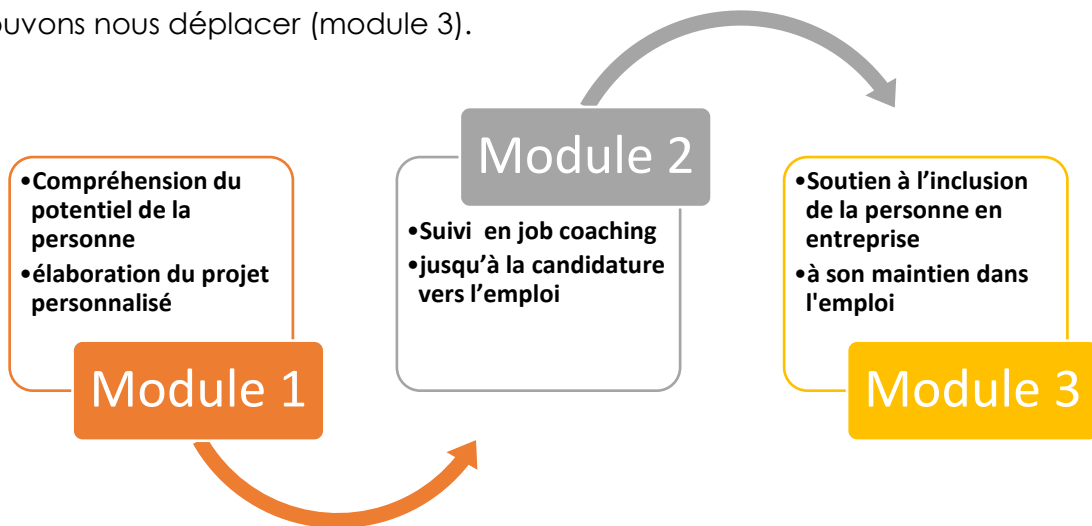 nous déplacer (module 3).
•Compréhension du
potentiel de la
personne
•élaboration du projet
personnalisé
Module 1
Module 2
•Suivi en job coaching
•jusqu’à la candidature
vers l’emploi
•Soutien à l’inclusion
de la personne en
entreprise
•à son maintien dans
l'emploi
Module 3